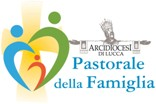 ARCIDIOCESI
DI LUCCA
Pastorale
della Famiglia